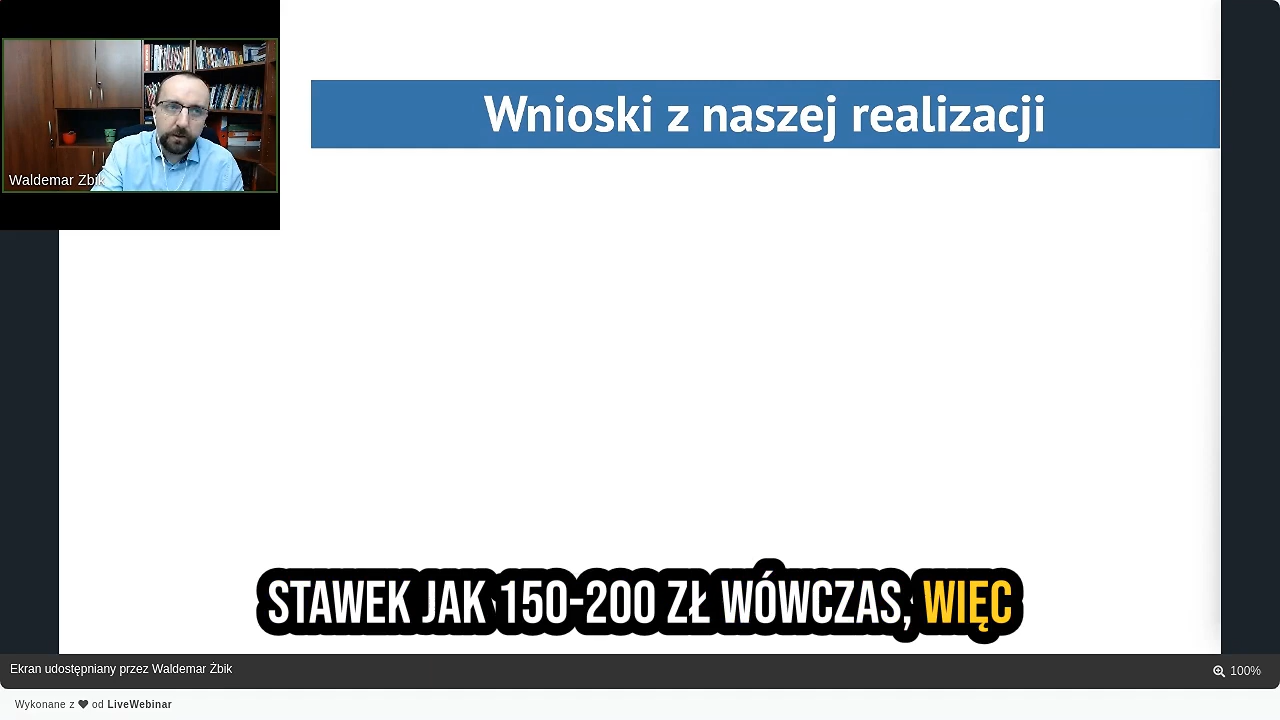 Wnioski z naszej realizacji
Waldemar Żbik
STAWEK JAK 150-200 ZŁ WÓWCZAS, WIĘC
Ekran udostępniany przez Waldemar Żbik
100%
Wykonane z ❤ od LiveWebinar